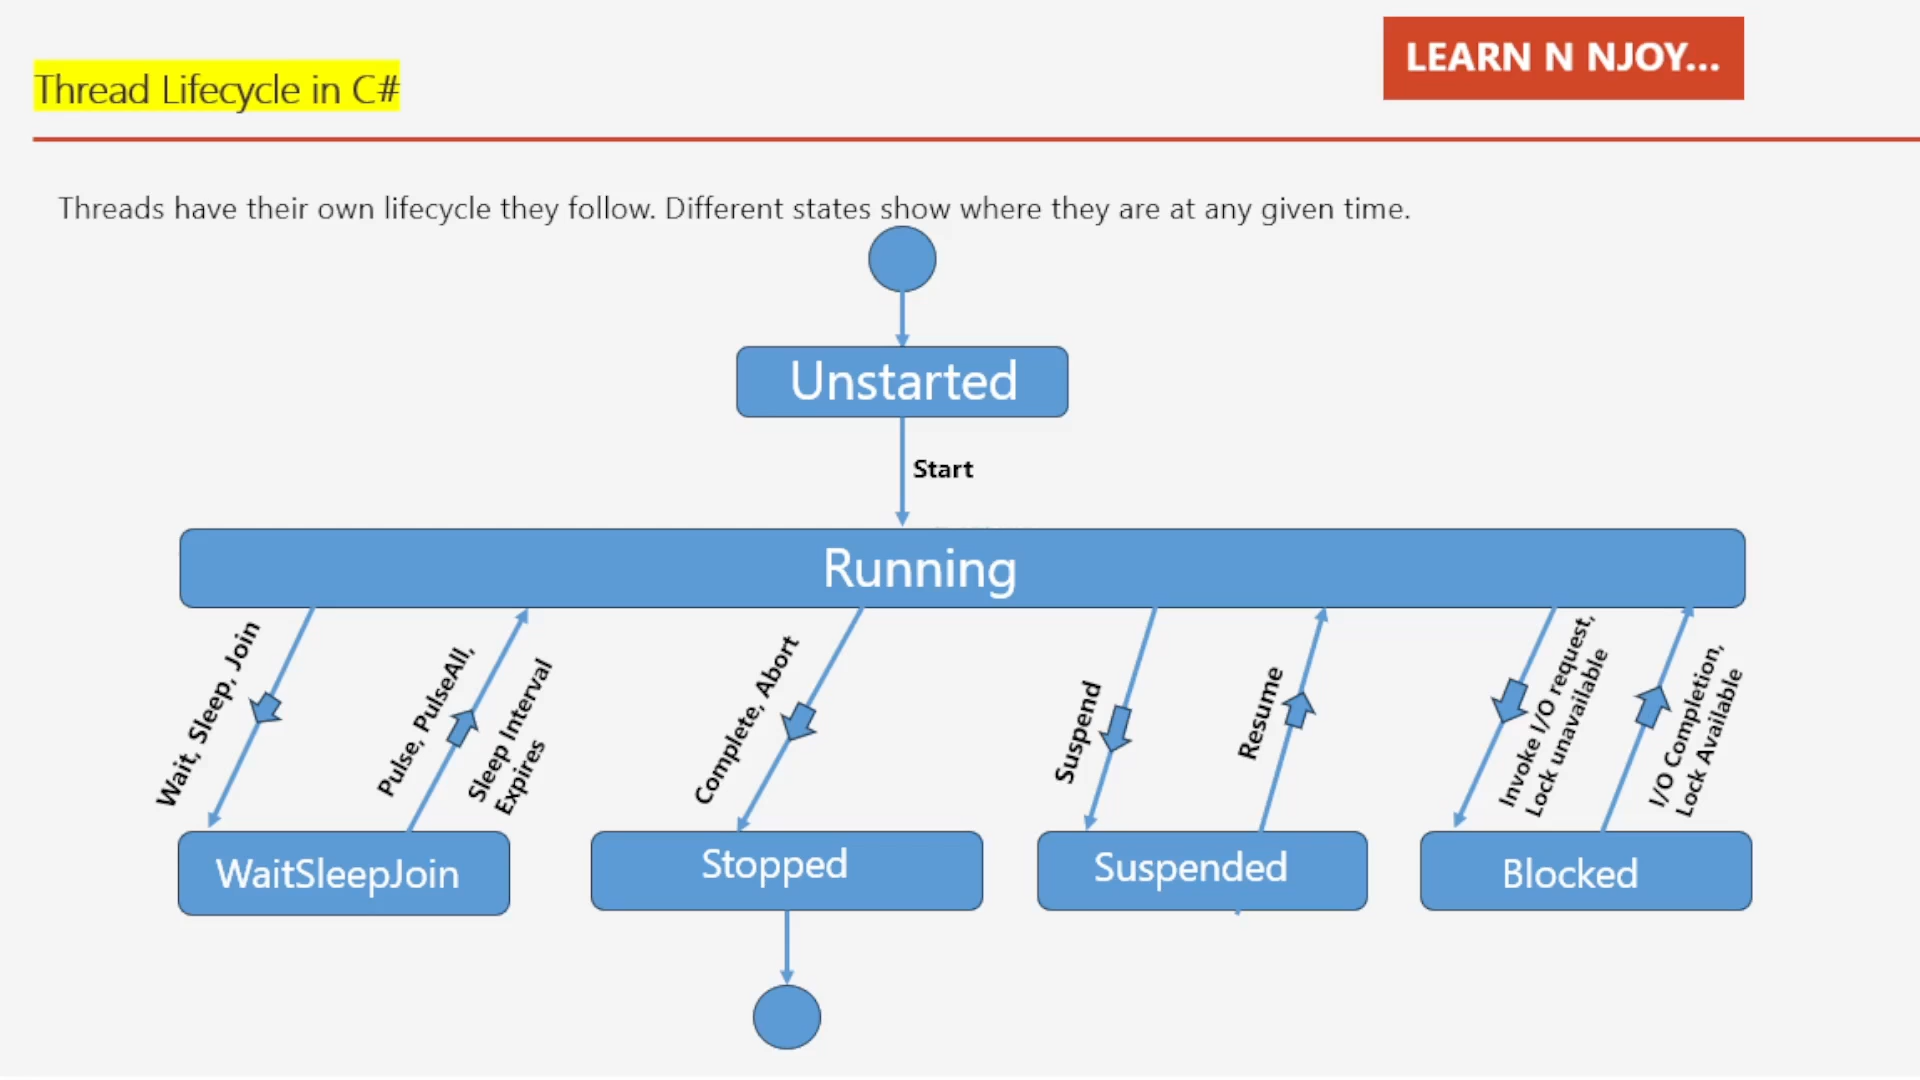 LEARN N NJOY...
Thread Lifecycle in C#
Threads have their own lifecycle they follow. Different states show where they are at any given time.
Unstarted
Start
Running
Wait, Sleep, Join
Pulse, PulseAll,
Sleep Interval
Expires
Complete, Abort
Suspend
Resume
Invoke I/O request,
Lock unavailable
I/O Completion,
Lock Available
WaitSleepJoin
Stopped
Suspended
Blocked